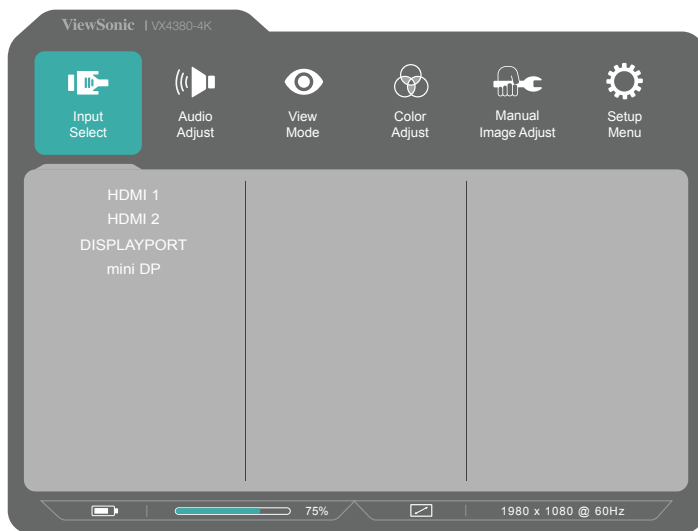 ViewSonic | VX4380-4K
Input
Select
Audio
Adjust
View
Mode
Color
Adjust
Manual
Image Adjust
Setup
Menu
HDMI 1
HDMI 2
DISPLAYPORT
mini DP
75%
1980 x 1080 @ 60Hz